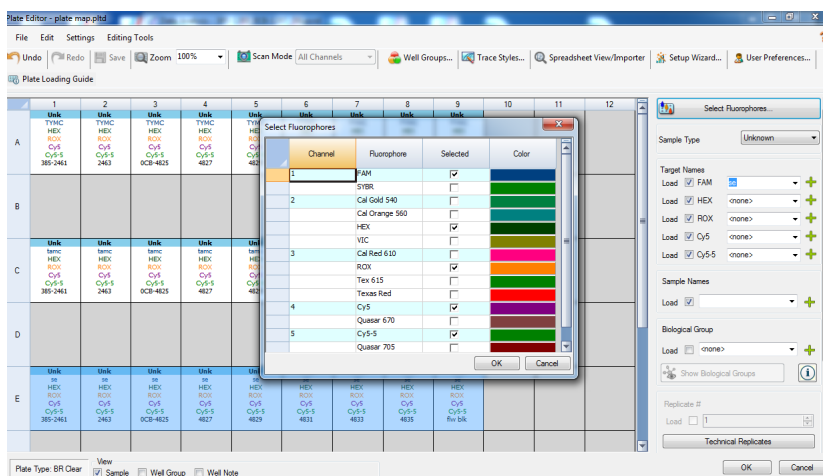 Plate Editor - plate map.pltd
File Edit Settings Editing Tools
Undo Redo Save Zoom 100% Scan Mode All Channels Well Groups... Trace Styles... Spreadsheet View/Importer Setup Wizard... User Preferences...
Plate Loading Guide
1 2 3 4 5 6 7 8 9 10 11 12
A
Unk Unk Unk Unk Unk Unk Unk Unk Unk
TYMC TYMC TYMC TYMC
HEX HEX HEX HEX
ROX ROX ROX ROX
Cy5 Cy5 Cy5 Cy5
Cy5-5 Cy5-5 Cy5-5 Cy5-5
385-2461 2463 0CB-4825 4827
B
C
Unk Unk Unk Unk Unk
tamc tamc tamc tamc
HEX HEX HEX HEX
ROX ROX ROX ROX
Cy5 Cy5 Cy5 Cy5
Cy5-5 Cy5-5 Cy5-5 Cy5-5
385-2461 2463 0CB-4825 4827
D
E
Unk Unk Unk Unk Unk
se se se se se se se se se
HEX HEX HEX HEX HEX HEX HEX HEX HEX
ROX ROX ROX ROX ROX ROX ROX ROX ROX
Cy5 Cy5 Cy5 Cy5 Cy5 Cy5 Cy5 Cy5 Cy5
Cy5-5 Cy5-5 Cy5-5 Cy5-5 Cy5-5 Cy5-5 Cy5-5 Cy5-5 Cy5-5
385-2461 2463 0CB-4825 4827 4829 4831 4833 4835 flwr blk
Select Fluorophores
Channel Fluorophore Selected Color
1 FAM
SYBR
2 Cal Gold 540
Cal Orange 560
HEX
VIC
3 Cal Red 610
ROX
Tex 615
Texas Red
4 Cy5
Quasar 670
5 Cy5-5
Quasar 705
OK Cancel
Select Fluorophores...
Sample Type Unknown
Target Names
Load FAM se
Load HEX <none>
Load ROX <none>
Load Cy5 <none>
Load Cy5-5 <none>
Sample Names
Load
Biological Group
Load <none>
Show Biological Groups
Replicate #
Load 1
Technical Replicates
Plate Type: BR Clear
View
Sample Well Group Well Note
OK Cancel